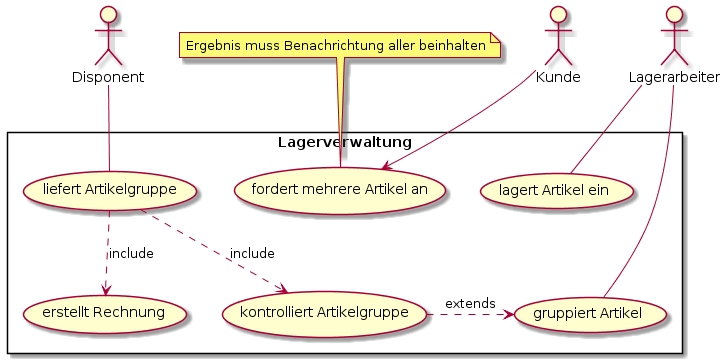 Ergebnis muss Benachrichtung aller beinhalten
Disponent
Kunde
Lagerarbeiter
Lagerverwaltung
liefert Artikelgruppe
fordert mehrere Artikel an
lagert Artikel ein
include
include
erstellt Rechnung
kontrolliert Artikelgruppe
extends
gruppiert Artikel